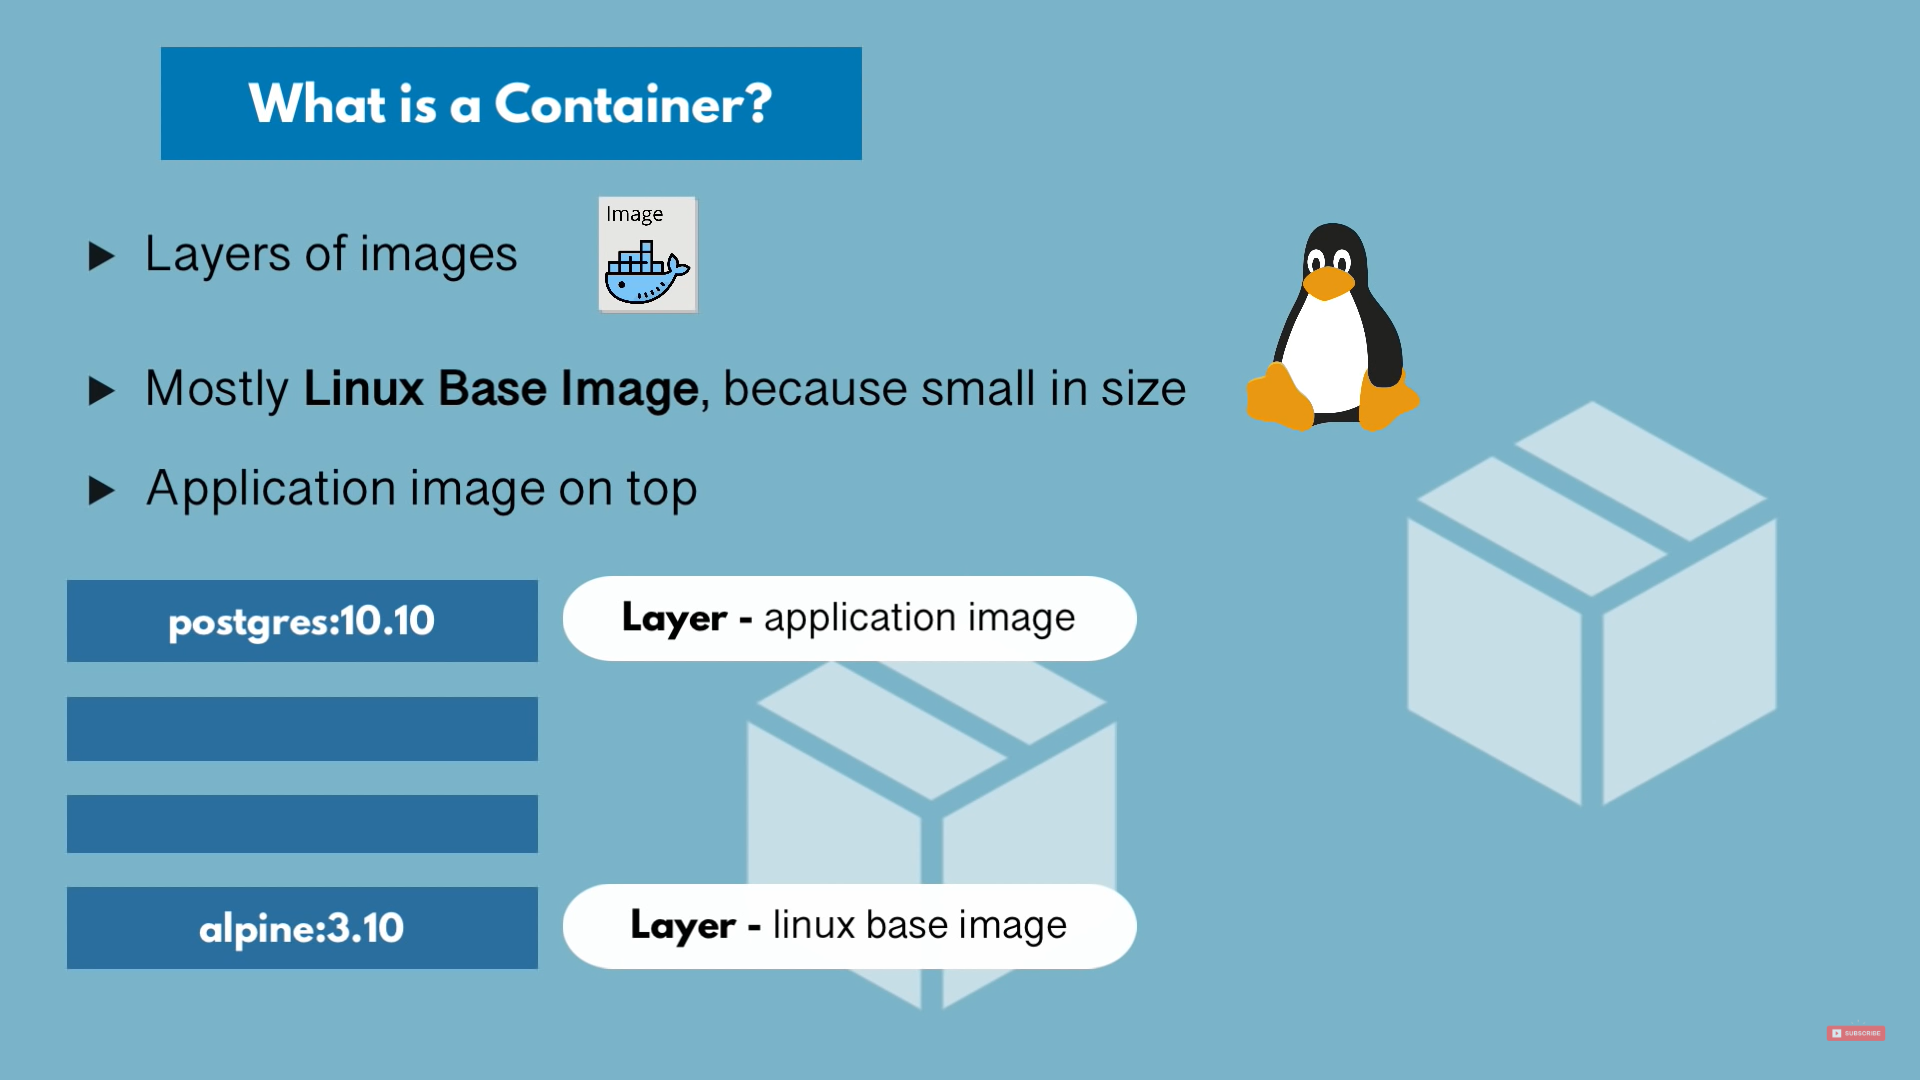 What is a Container?
Image
Layers of images
Mostly Linux Base Image, because small in size
Application image on top
postgres:10.10
Layer - application image
alpine:3.10
Layer - linux base image
SUBSCRIBE